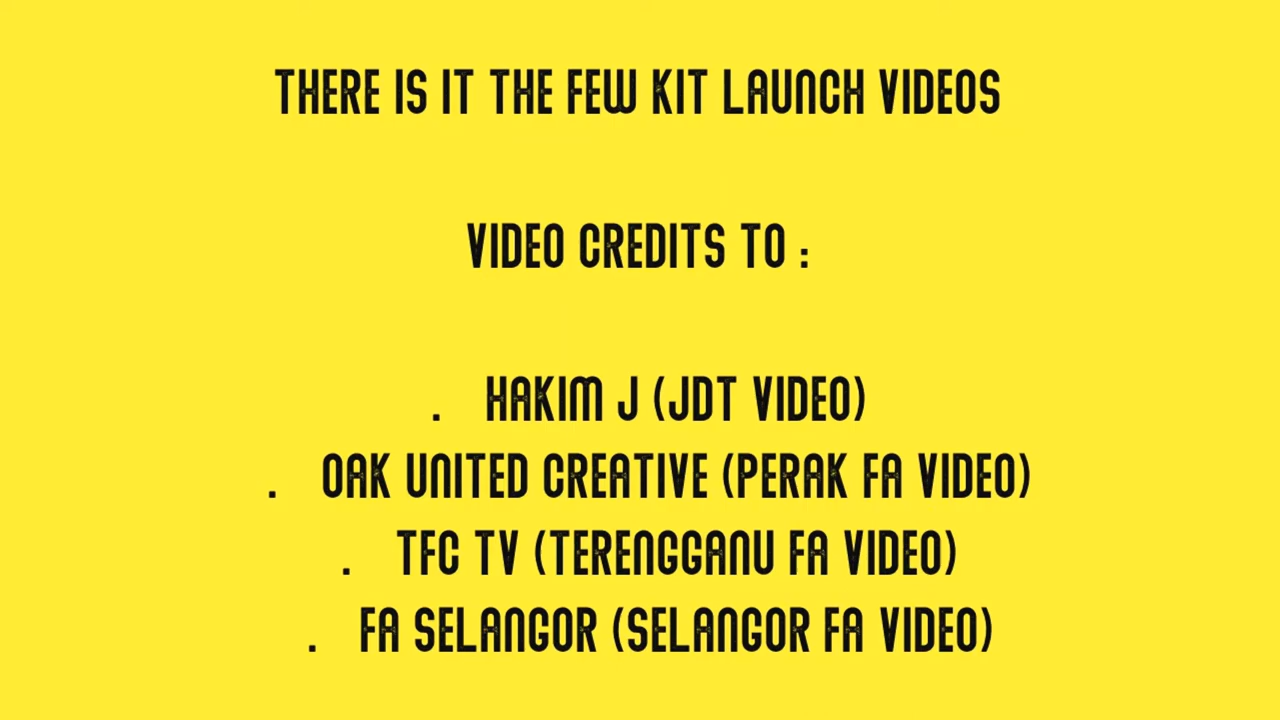 THERE IS IT THE FEW KIT LAUNCH VIDEOS
VIDEO CREDITS TO :
. HAKIM J (JDT VIDEO)
. OAK UNITED CREATIVE (PERAK FA VIDEO)
. TFC TV (TERENGGANU FA VIDEO)
. FA SELANGOR (SELANGOR FA VIDEO)